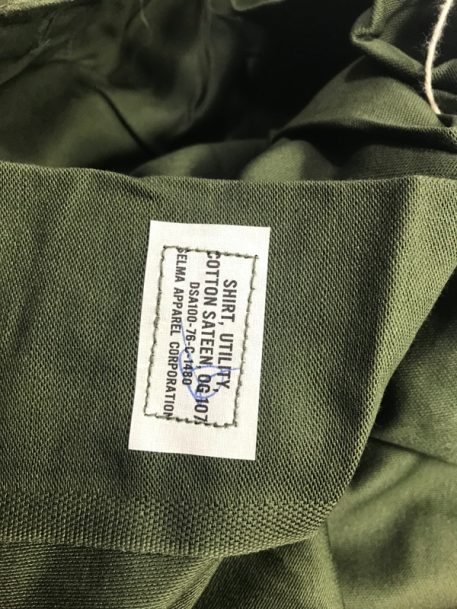 SHIRT, UTILITY,
COTTON SATEEN, OG 107
DSA100-76-C-1480
SELMA APPAREL CORPORATION